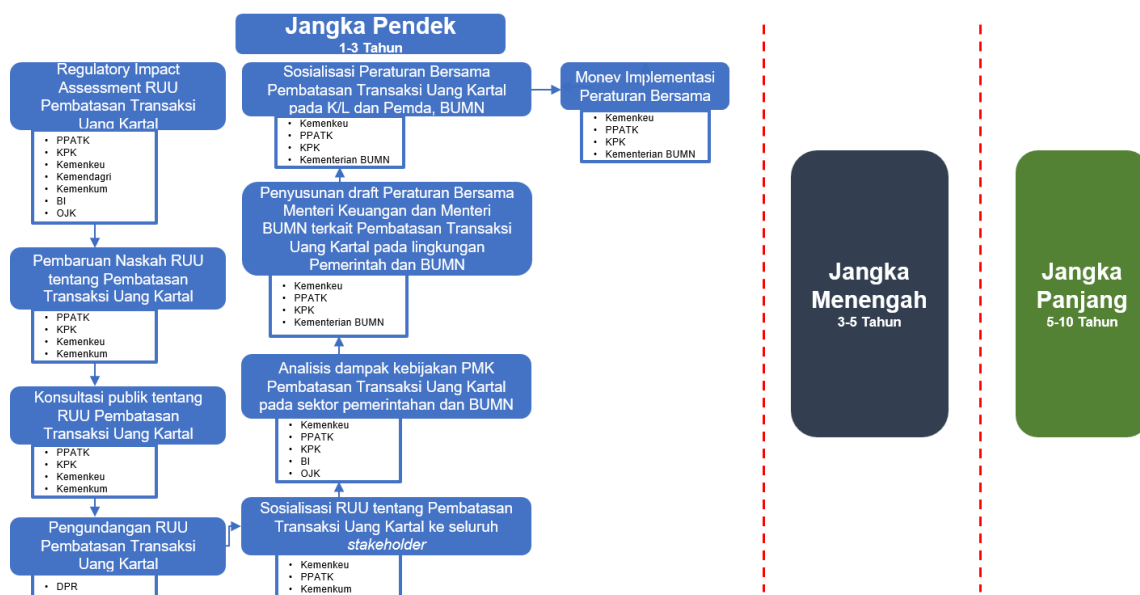 Jangka Pendek
1-3 Tahun
Regulatory Impact
Assessment RUU
Pembatasan Transaksi
Uang Kartal
• PPATK
• KPK
• Kemenkeu
• Kemendagri
• Kemenkum
• BI
• OJK
Pembaruan Naskah RUU
tentang Pembatasan
Transaksi Uang Kartal
• PPATK
• KPK
• Kemenkeu
• Kemenkum
Konsultasi publik tentang
RUU Pembatasan
Transaksi Uang Kartal
• PPATK
• KPK
• Kemenkeu
• Kemenkum
Pengundangan RUU
Pembatasan Transaksi
Uang Kartal
• DPR
Sosialisasi RUU tentang Pembatasan
Transaksi Uang Kartal ke seluruh
stakeholder
• Kemenkeu
• PPATK
• Kemenkum
Analisis dampak kebijakan PMK
Pembatasan Transaksi Uang Kartal
pada sektor pemerintahan dan BUMN
• Kemenkeu
• PPATK
• KPK
• BI
• OJK
Penyusunan draft Peraturan Bersama
Menteri Keuangan dan Menteri
BUMN terkait Pembatasan Transaksi
Uang Kartal pada lingkungan
Pemerintah dan BUMN
• Kemenkeu
• PPATK
• KPK
• Kementerian BUMN
Sosialisasi Peraturan Bersama
Pembatasan Transaksi Uang Kartal
pada K/L dan Pemda, BUMN
• Kemenkeu
• PPATK
• KPK
• Kementerian BUMN
Monev Implementasi
Peraturan Bersama
• Kemenkeu
• PPATK
• KPK
• Kementerian BUMN
Jangka
Menengah
3-5 Tahun
Jangka
Panjang
5-10 Tahun